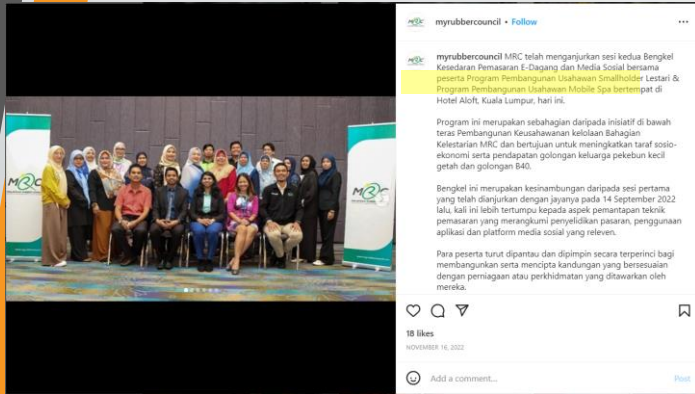 myrubbercouncil • Follow
myrubbercouncil MRC telah menganjurkan sesi kedua Bengkel
Kesedaran Pemasaran E-Dagang dan Media Sosial bersama
peserta Program Pembangunan Usahawan Smallholder Lestari &
Program Pembangunan Usahawan Mobile Spa bertempat di
Hotel Aloft, Kuala Lumpur, hari ini.
Program ini merupakan sebahagian daripada inisiatif di bawah
teras Pembangunan Keusahawanan kelolaan Bahagian
Kelestarian MRC dan bertujuan untuk meningkatkan taraf sosio-
ekonomi serta pendapatan golongan keluarga pekebun kecil
getah dan golongan B40.
Bengkel ini merupakan kesinambungan daripada sesi pertama
yang telah dianjurkan dengan jayanya pada 14 September 2022
lalu, kali ini lebih tertumpu kepada aspek pemantapan teknik
pemasaran yang merangkumi penyelidikan pasaran, penggunaan
aplikasi dan platform media sosial yang releven.
Para peserta turut dipantau dan dipimpin secara terperinci bagi
membangunkan serta mencipta kandungan yang bersesuaian
dengan perniagaan atau perkhidmatan yang ditawarkan oleh
mereka.
18 likes
NOVEMBER 16, 2022
Add a comment...
Post
MRC
MRC